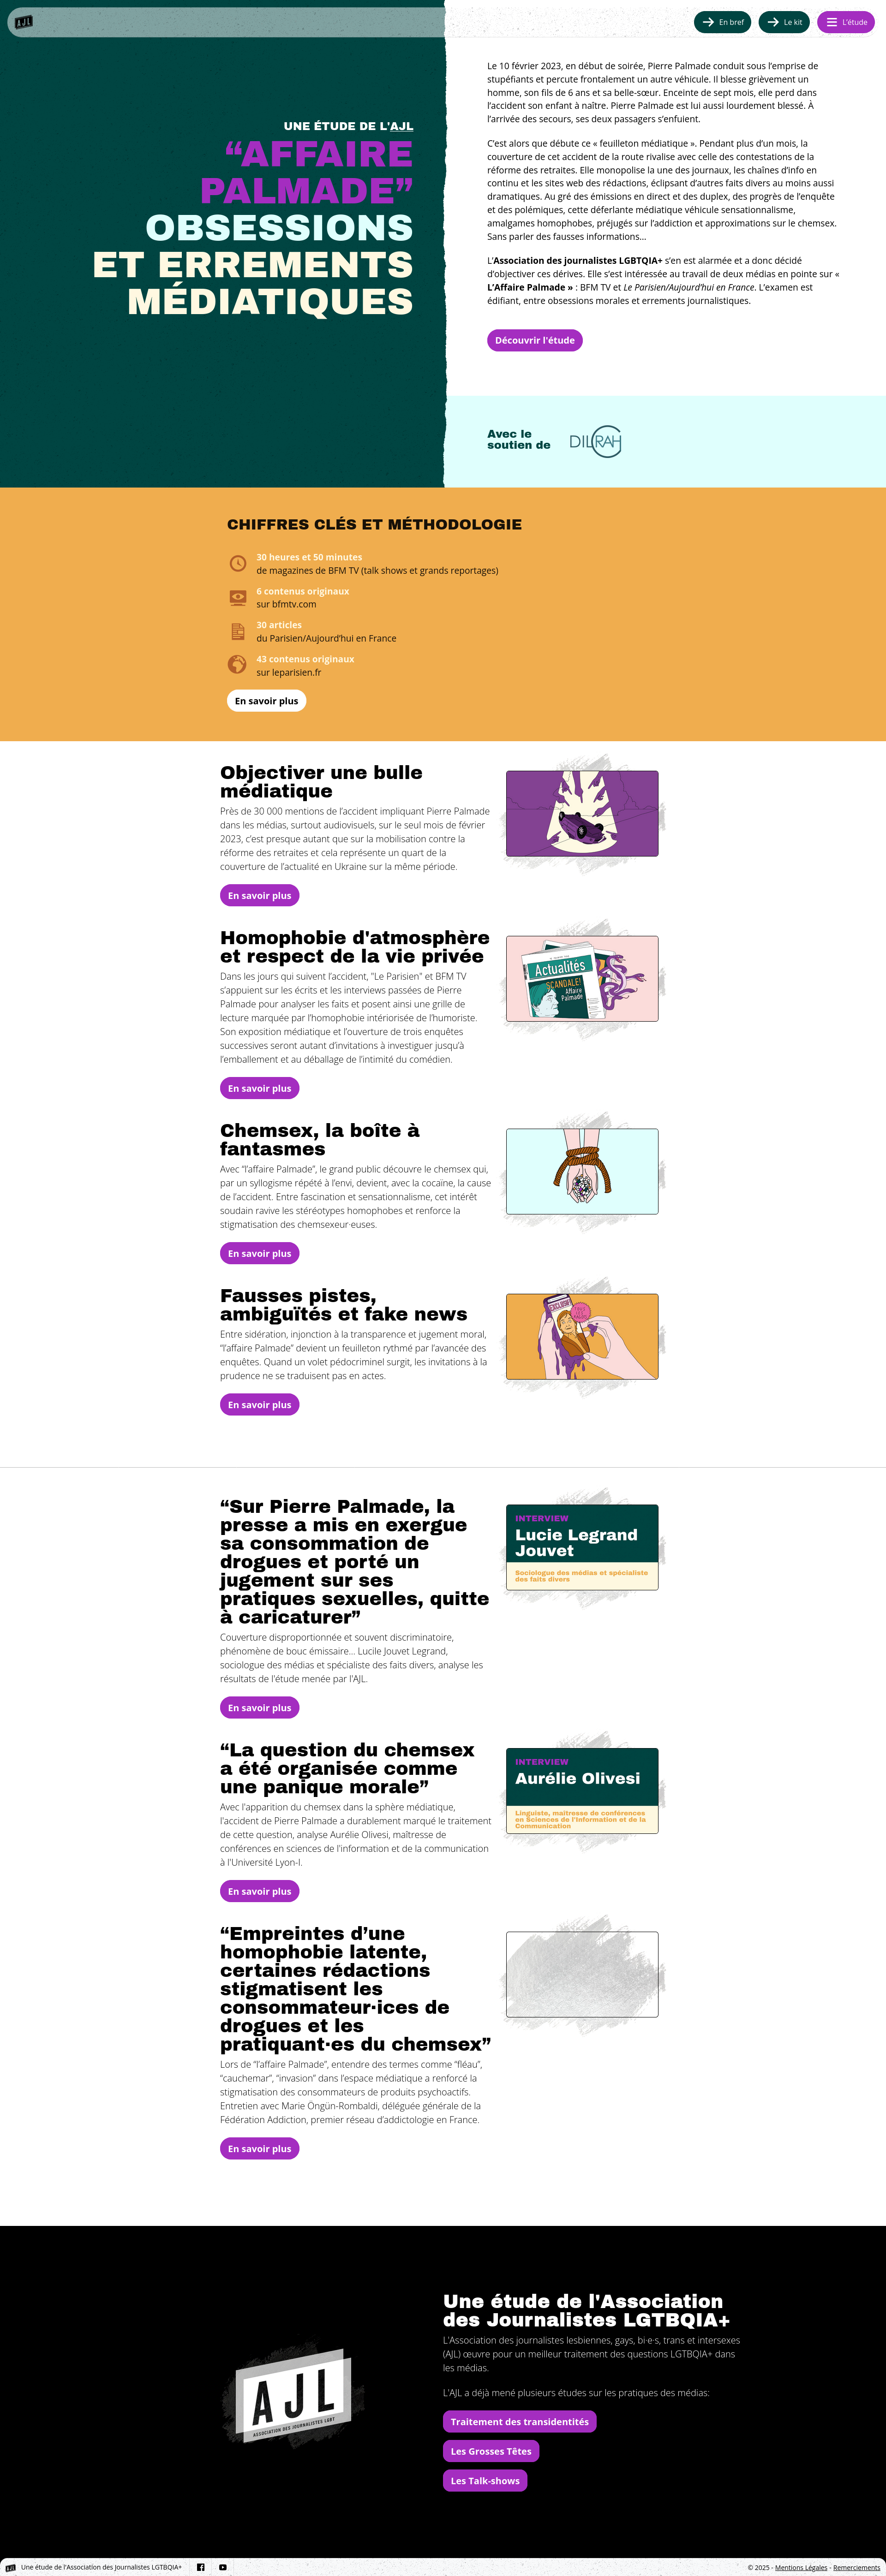 AJL
En bref
Le kit
L'étude
UNE ÉTUDE DE L'AJL
“AFFAIRE
PALMADE”
OBSESSIONS
ET ERREMENTS
MÉDIATIQUES
Le 10 février 2023, en début de soirée, Pierre Palmade conduit sous l’emprise de
stupéfiants et percute frontalement un autre véhicule. Il blesse grièvement un
homme, son fils de 6 ans et sa belle-sœur. Enceinte de sept mois, elle perd dans
l’accident son enfant à naître. Pierre Palmade est lui aussi lourdement blessé. À
l’arrivée des secours, ses deux passagers s’enfuient.
C’est alors que débute ce « feuilleton médiatique ». Pendant plus d’un mois, la
couverture de cet accident de la route rivalise avec celle des contestations de la
réforme des retraites. Elle monopolise la une des journaux, les chaînes d’info en
continu et les sites web des rédactions, éclipsant d’autres faits divers au moins aussi
dramatiques. Au gré des émissions en direct et des duplex, des progrès de l’enquête
et des polémiques, cette déferlante médiatique véhicule sensationnalisme,
amalgames homophobes, préjugés sur l’addiction et approximations sur le chemsex.
Sans parler des fausses informations…
L’Association des journalistes LGBTQIA+ s’en est alarmée et a donc décidé
d’objectiver ces dérives. Elle s’est intéressée au travail de deux médias en pointe sur «
L’Affaire Palmade » : BFM TV et Le Parisien/Aujourd’hui en France. L’examen est
édifiant, entre obsessions morales et errements journalistiques.
Découvrir l'étude
Avec le
soutien de
DILCRAH
CHIFFRES CLÉS ET MÉTHODOLOGIE
30 heures et 50 minutes
de magazines de BFM TV (talk shows et grands reportages)
6 contenus originaux
sur bfmtv.com
30 articles
du Parisien/Aujourd’hui en France
43 contenus originaux
sur leparisien.fr
En savoir plus
Objectiver une bulle
médiatique
Près de 30 000 mentions de l’accident impliquant Pierre Palmade
dans les médias, surtout audiovisuels, sur le seul mois de février
2023, c’est presque autant que sur la mobilisation contre la
réforme des retraites et cela représente un quart de la
couverture de l’actualité en Ukraine sur la même période.
En savoir plus
Homophobie d'atmosphère
et respect de la vie privée
Dans les jours qui suivent l’accident, "Le Parisien" et BFM TV
s’appuient sur les écrits et les interviews passées de Pierre
Palmade pour analyser les faits et posent ainsi une grille de
lecture marquée par l’homophobie intériorisée de l’humoriste.
Son exposition médiatique et l’ouverture de trois enquêtes
successives seront autant d’invitations à investiguer jusqu’à
l’emballement et au déballage de l’intimité du comédien.
Actualités
SCANDALE!
Affaire
Palmade
En savoir plus
Chemsex, la boîte à
fantasmes
Avec “l’affaire Palmade”, le grand public découvre le chemsex qui,
par un syllogisme répété à l’envi, devient, avec la cocaïne, la cause
de l’accident. Entre fascination et sensationnalisme, cet intérêt
soudain ravive les stéréotypes homophobes et renforce la
stigmatisation des chemsexeur·euses.
En savoir plus
Fausses pistes,
ambiguïtés et fake news
Entre sidération, injonction à la transparence et jugement moral,
“l’affaire Palmade” devient un feuilleton rythmé par l’avancée des
enquêtes. Quand un volet pédocriminel surgit, les invitations à la
prudence ne se traduisent pas en actes.
EXCLUSIF!
En savoir plus
“Sur Pierre Palmade, la
presse a mis en exergue
sa consommation de
drogues et porté un
jugement sur ses
pratiques sexuelles, quitte
à caricaturer”
Couverture disproportionnée et souvent discriminatoire,
phénomène de bouc émissaire… Lucile Jouvet Legrand,
sociologue des médias et spécialiste des faits divers, analyse les
résultats de l'étude menée par l'AJL.
INTERVIEW
Lucie Legrand
Jouvet
Sociologue des médias et spécialiste
des faits divers
En savoir plus
“La question du chemsex
a été organisée comme
une panique morale”
Avec l'apparition du chemsex dans la sphère médiatique,
l'accident de Pierre Palmade a durablement marqué le traitement
de cette question, analyse Aurélie Olivesi, maîtresse de
conférences en sciences de l'information et de la communication
à l'Université Lyon-I.
INTERVIEW
Aurélie Olivesi
Linguiste, maitresse da conférences
en Sciences de l'Information et de la
Communication
En savoir plus
“Empreintes d’une
homophobie latente,
certaines rédactions
stigmatisent les
consommateur·ices de
drogues et les
pratiquant·es du chemsex”
Lors de “l’affaire Palmade”, entendre des termes comme “fléau”,
“cauchemar”, “invasion” dans l’espace médiatique a renforcé la
stigmatisation des consommateurs de produits psychoactifs.
Entretien avec Marie Öngün-Rombaldi, déléguée générale de la
Fédération Addiction, premier réseau d’addictologie en France.
En savoir plus
AJL
ASSOCIATION DES JOURNALISTES LGBT
Une étude de l'Association
des Journalistes LGTBQIA+
L'Association des journalistes lesbiennes, gays, bi·e·s, trans et intersexes
(AJL) œuvre pour un meilleur traitement des questions LGTBQIA+ dans
les médias.
L'AJL a déjà mené plusieurs études sur les pratiques des médias:
Traitement des transidentités
Les Grosses Têtes
Les Talk-shows
AJL
Une étude de l'Association des Journalistes LGTBQIA+
© 2025 - Mentions Légales - Remerciements